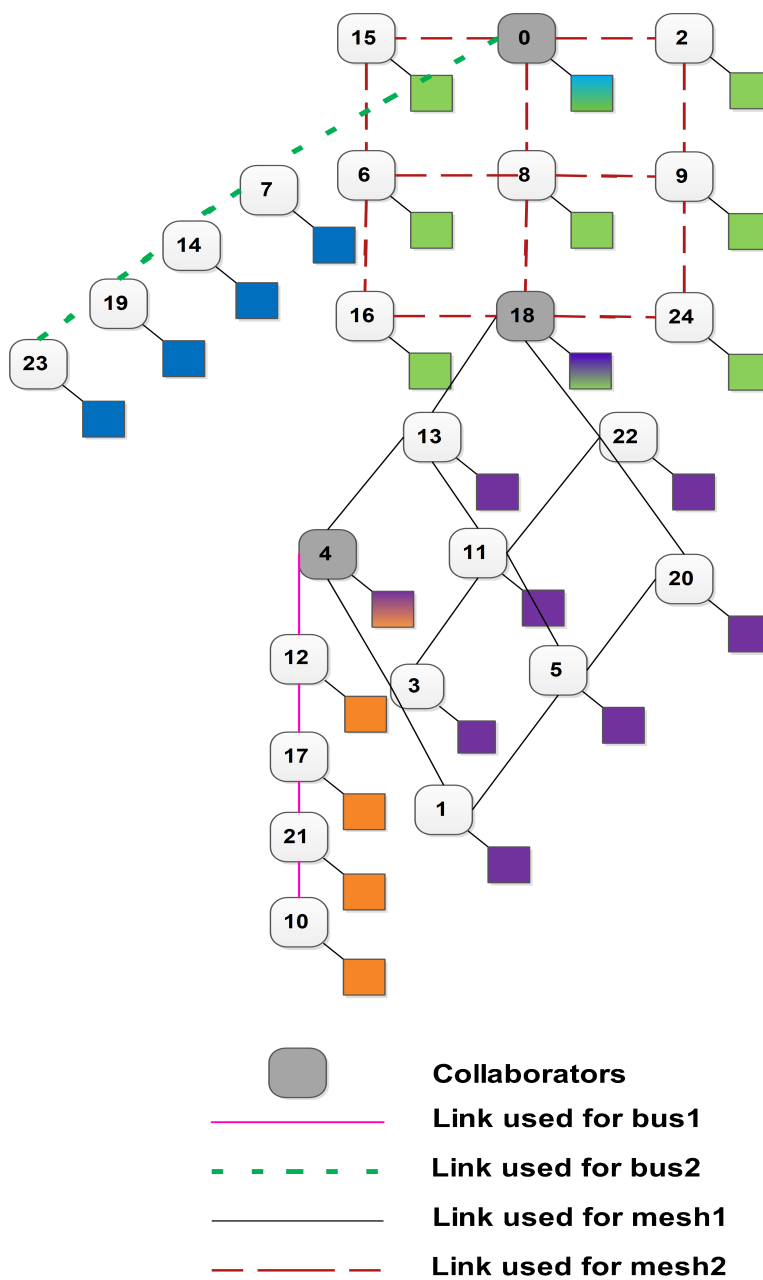 15 0 2
6 8 9
7
14
19
16 18 24
23
13 22
4 11
20
12
3 5
17
1
21
10
Collaborators
Link used for bus1
Link used for bus2
Link used for mesh1
Link used for mesh2